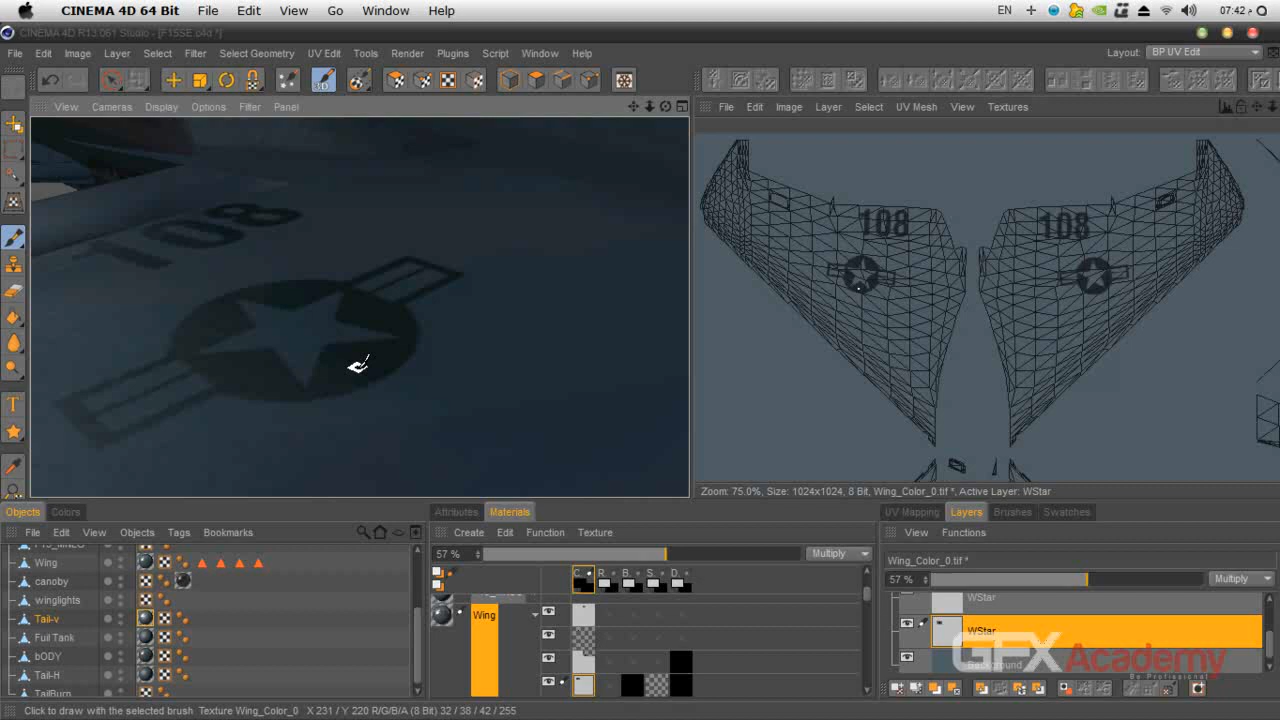 CINEMA 4D 64 Bit File Edit View Go Window Help EN 07:42 م
CINEMA 4D R13.061 Studio - [F15SE.c4d *]
File Edit Image Layer Select Filter Select Geometry UV Edit Tools Render Plugins Script Window Help Layout: BP UV Edit
3D
View Cameras Display Options Filter Panel
File Edit Image Layer Select UV Mesh View Textures
108
108
108
Zoom: 75.0%, Size: 1024x1024, 8 Bit, Wing_Color_0.tif *, Active Layer: WStar
Objects Colors
Attributes Materials
UV Mapping Layers Brushes Swatches
File Edit View Objects Tags Bookmarks
Create Edit Function Texture
View Functions
57 % Multiply
Wing_Color_0.tif *
57 % Multiply
C R B S D
Wing
canoby
winglights
Tail-v
Fuil Tank
bODY
Tail-H
TailBurn
Wing
WStar
WStar
Background
GFX Academy
Be Profissional
Click to draw with the selected brush Texture Wing_Color_0 X 231 / Y 220 R/G/B/A (8 Bit) 32 / 38 / 42 / 255